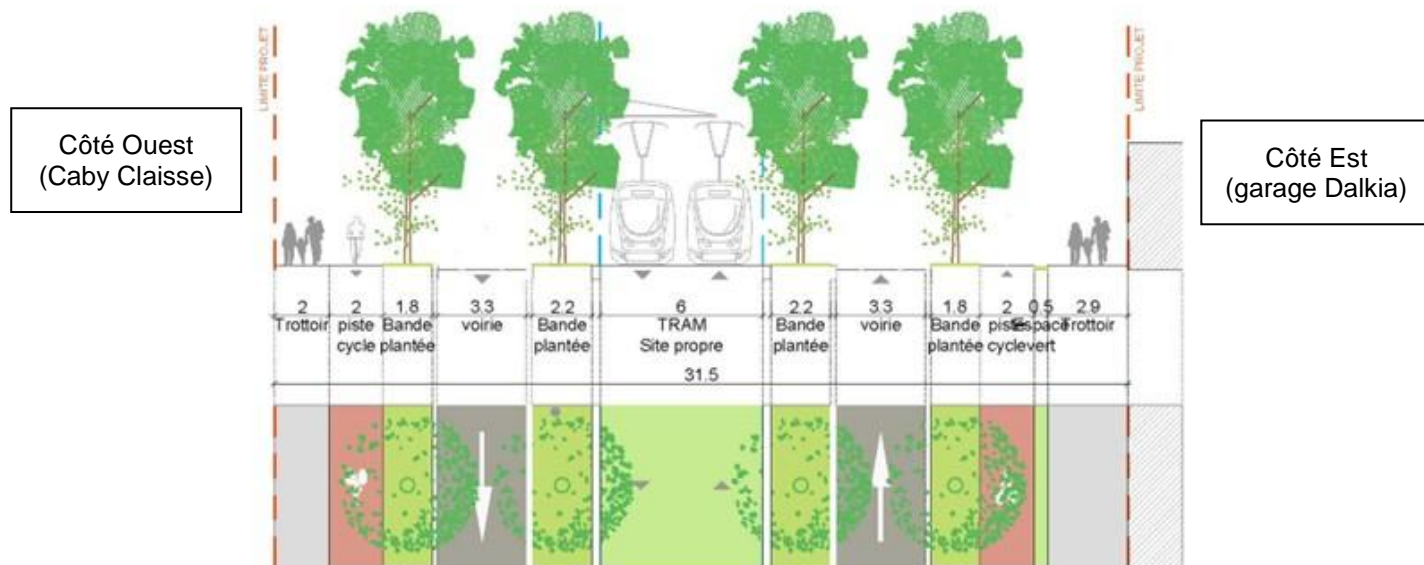 LIMITE PROJET
LIMITE PROJET
Côté Ouest
(Caby Claisse)
Côté Est
(garage Dalkia)
2 2 1.8 3.3 2.2 6 2.2 3.3 1.8 2 0.5 2.9
Trottoir piste Bande voirie Bande TRAM Bande voirie Bande piste Espace Trottoir
cycle plantée plantée Site propre plantée plantée cycle vert
31.5